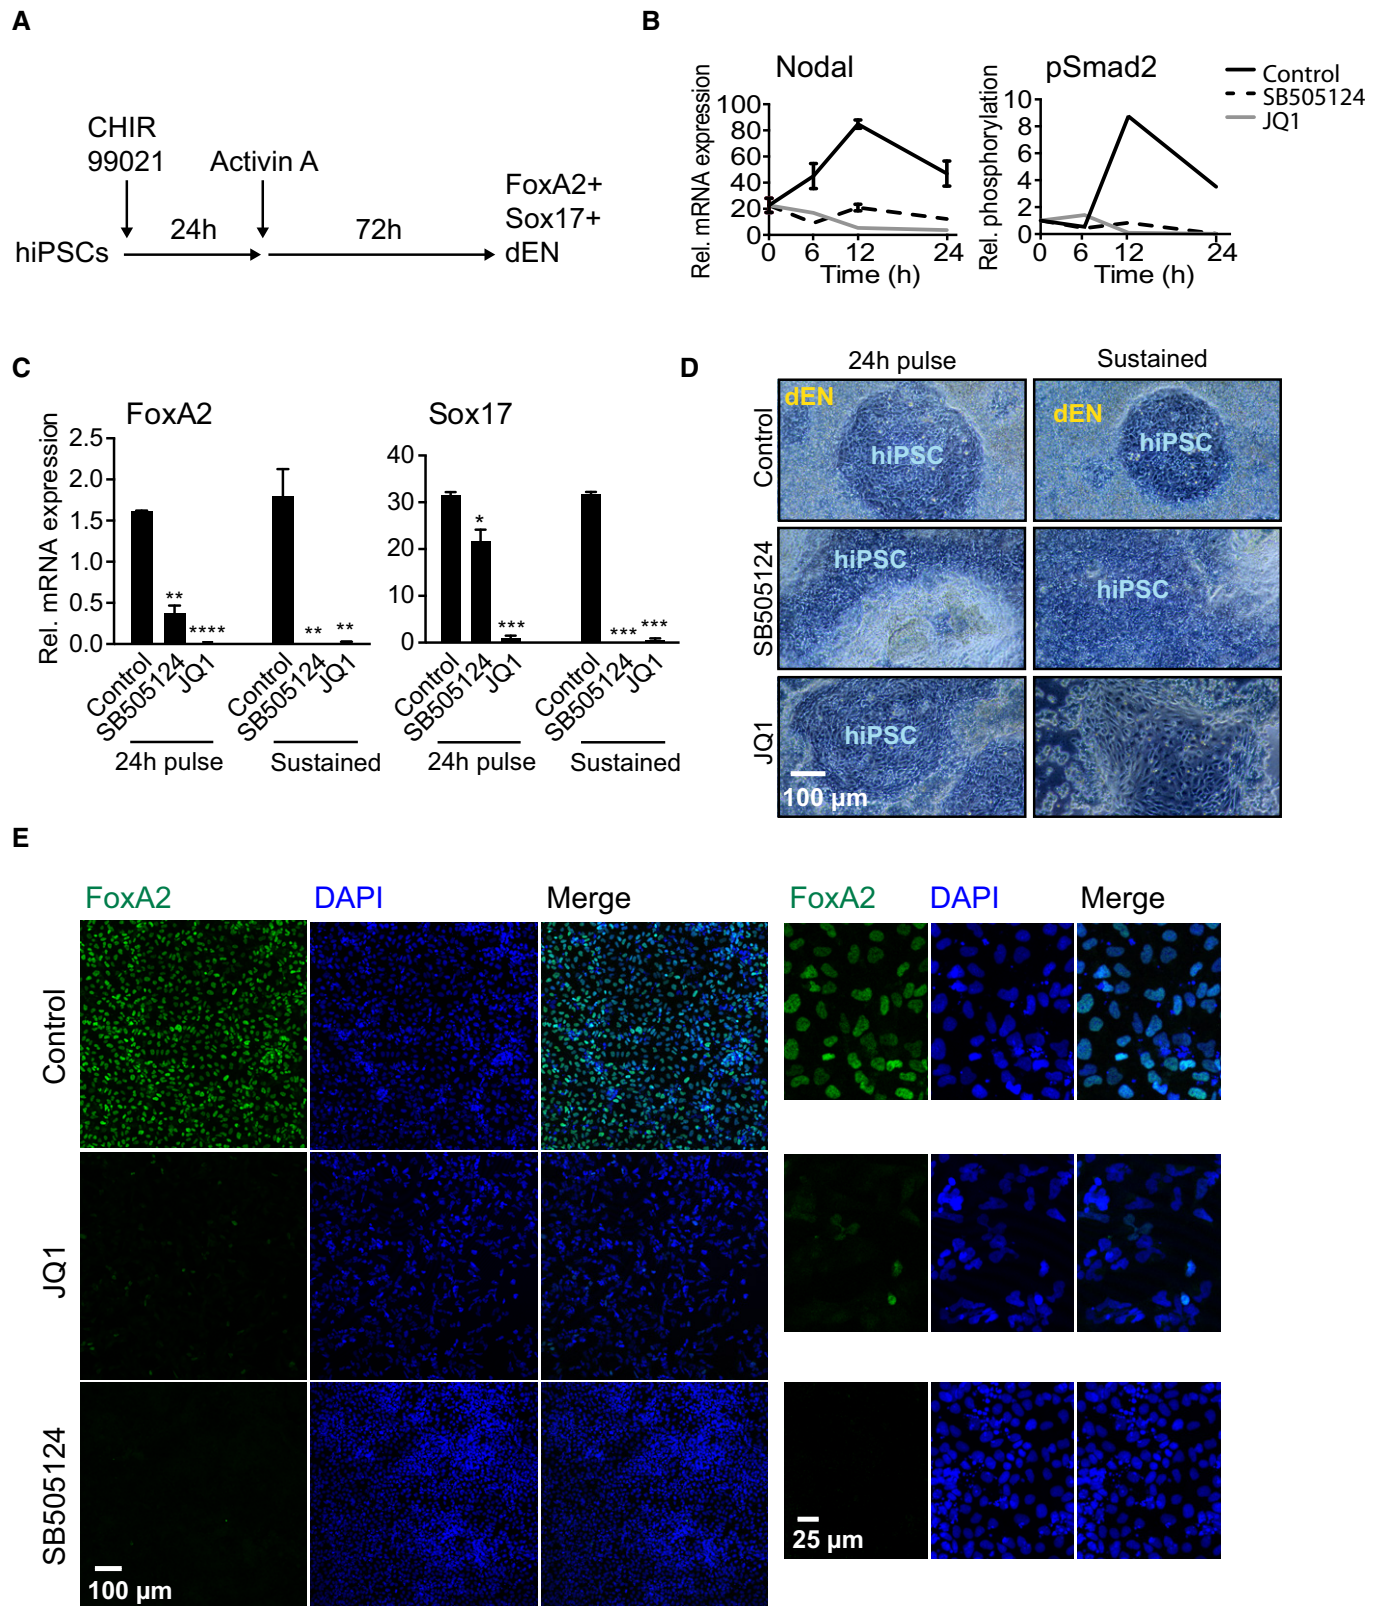 A
CHIR
99021
Activin A
hiPSCs
24h
72h
FoxA2+
Sox17+
dEN
B
Nodal
Rel. mRNA expression
100
80
60
40
20
0
0 6 12 24
Time (h)
pSmad2
Rel. phosphorylation
10
8
6
4
2
0
0 6 12 24
Time (h)
Control
SB505124
JQ1
C
FoxA2
Rel. mRNA expression
2.5
2.0
1.5
1.0
0.5
0.0
**
****
**
**
Control
SB505124
JQ1
Control
SB505124
JQ1
24h pulse
Sustained
Sox17
40
30
20
10
0
*
***
***
***
Control
SB505124
JQ1
Control
SB505124
JQ1
24h pulse
Sustained
D
24h pulse
Sustained
Control
dEN
hiPSC
dEN
hiPSC
SB505124
hiPSC
hiPSC
JQ1
hiPSC
100 μm
E
FoxA2 DAPI Merge
FoxA2 DAPI Merge
Control
JQ1
SB505124
100 μm
25 μm